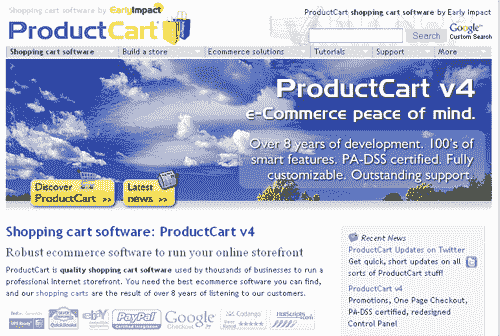 Shopping cart software by EarlyImpact
ProductCart
ProductCart shopping cart software by Early Impact
Search
Google
Custom Search
Shopping cart software
Build a store
Ecommerce solutions
Tutorials
Support
More
ProductCart v4
e-Commerce peace of mind.
Over 8 years of development. 100's of
smart features. PA-DSS certified. Fully
customizable. Outstanding support.
Discover
ProductCart >>
Latest
news >>
Shopping cart software: ProductCart v4
Robust ecommerce software to run your online storefront
ProductCart is quality shopping cart software used by thousands of businesses to run a
professional Internet storefront. You need the best ecommerce software you can find,
and our shopping carts are the result of over 8 years of listening to our customers.
QuickBooks
eBay
PayPal
Certified Integration
Google
Checkout
HotScripts
Recent News
ProductCart Updates on Twitter
Get quick, short updates on all
sorts of ProductCart stuff!
ProductCart v4
Promotions, One Page Checkout,
PA-DSS certified, redesigned
Control Panel